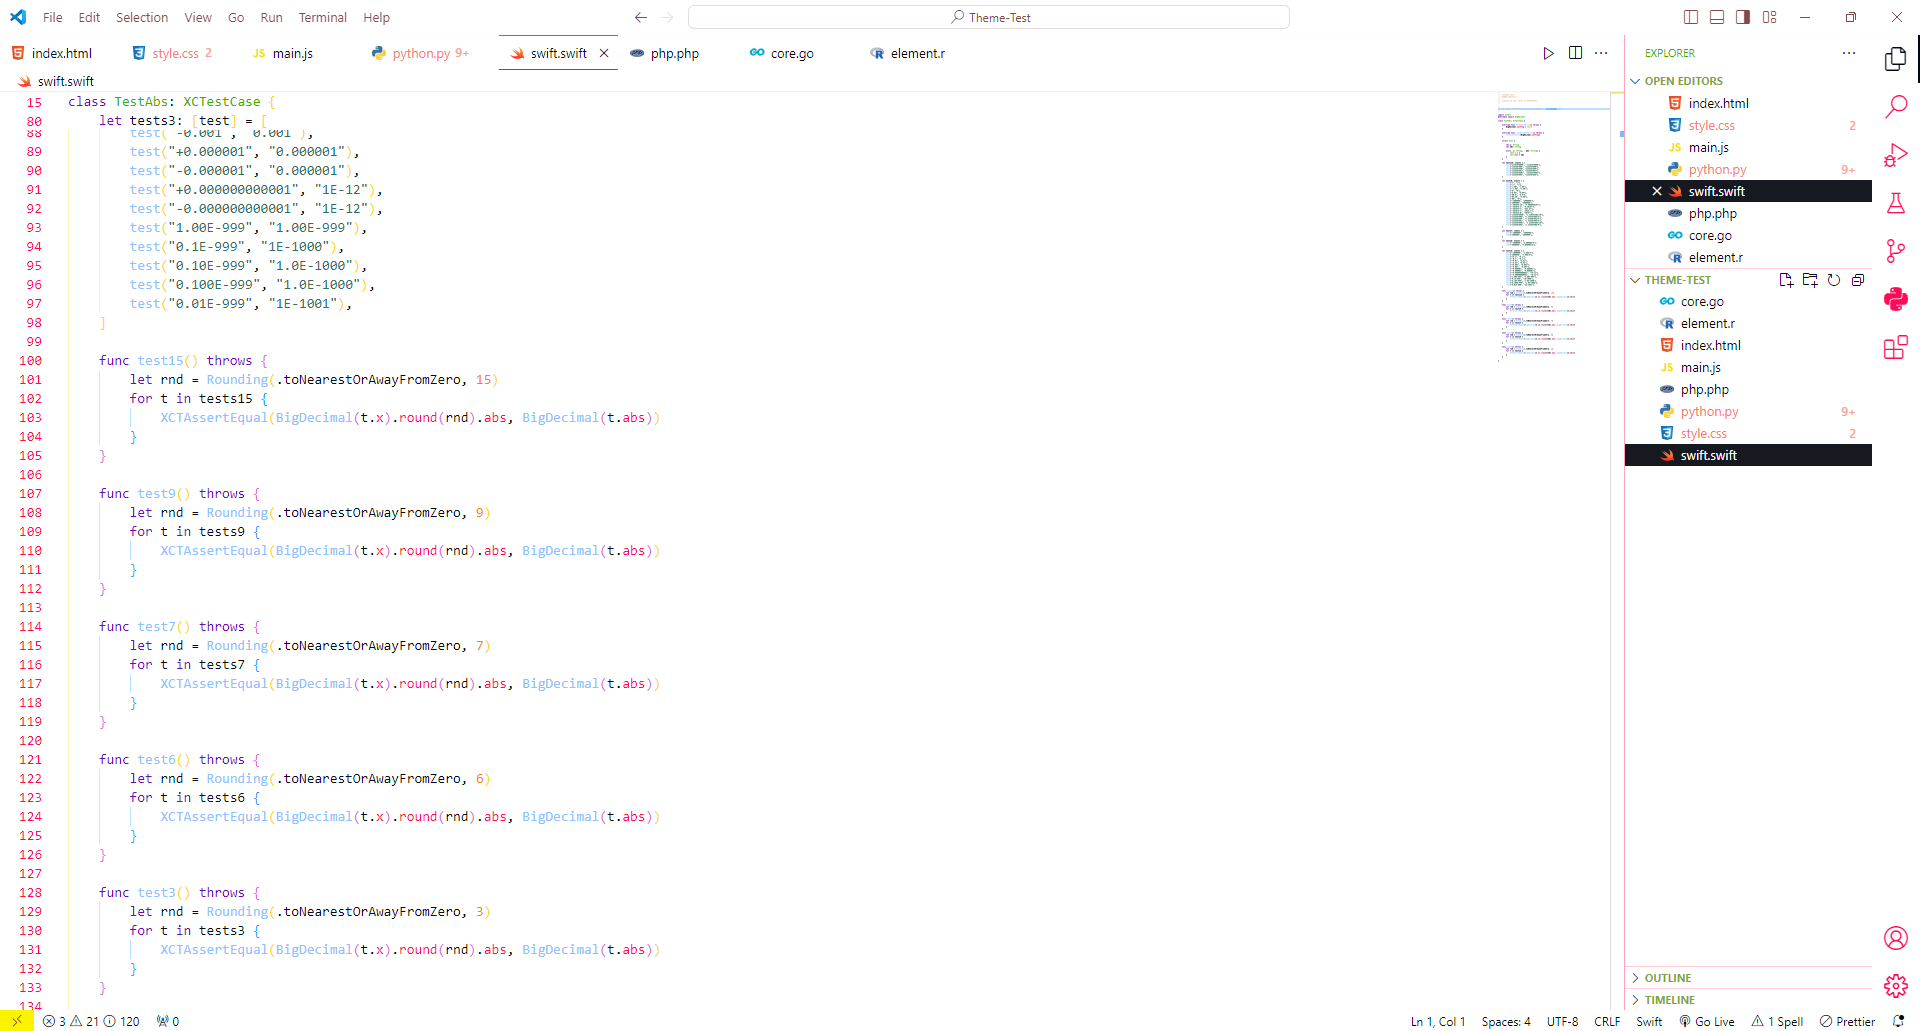 File Edit Selection View Go Run Terminal Help
Theme-Test
index.html style.css 2 main.js python.py 9+ swift.swift php.php core.go element.r
swift.swift
15 class TestAbs: XCTestCase {
80 let tests3: [test] = [
88 test("-0.001", "0.001"),
89 test("+0.000001", "0.000001"),
90 test("-0.000001", "0.000001"),
91 test("+0.000000000001", "1E-12"),
92 test("-0.000000000001", "1E-12"),
93 test("1.00E-999", "1.00E-999"),
94 test("0.1E-999", "1E-1000"),
95 test("0.10E-999", "1.0E-1000"),
96 test("0.100E-999", "1.0E-1000"),
97 test("0.01E-999", "1E-1001"),
98 ]
99
100 func test15() throws {
101 let rnd = Rounding(.toNearestOrAwayFromZero, 15)
102 for t in tests15 {
103 XCTAssertEqual(BigDecimal(t.x).round(rnd).abs, BigDecimal(t.abs))
104 }
105 }
106
107 func test9() throws {
108 let rnd = Rounding(.toNearestOrAwayFromZero, 9)
109 for t in tests9 {
110 XCTAssertEqual(BigDecimal(t.x).round(rnd).abs, BigDecimal(t.abs))
111 }
112 }
113
114 func test7() throws {
115 let rnd = Rounding(.toNearestOrAwayFromZero, 7)
116 for t in tests7 {
117 XCTAssertEqual(BigDecimal(t.x).round(rnd).abs, BigDecimal(t.abs))
118 }
119 }
120
121 func test6() throws {
122 let rnd = Rounding(.toNearestOrAwayFromZero, 6)
123 for t in tests6 {
124 XCTAssertEqual(BigDecimal(t.x).round(rnd).abs, BigDecimal(t.abs))
125 }
126 }
127
128 func test3() throws {
129 let rnd = Rounding(.toNearestOrAwayFromZero, 3)
130 for t in tests3 {
131 XCTAssertEqual(BigDecimal(t.x).round(rnd).abs, BigDecimal(t.abs))
132 }
133 }
134
EXPLORER
OPEN EDITORS
index.html
style.css 2
main.js
python.py 9+
swift.swift
php.php
core.go
element.r
THEME-TEST
core.go
element.r
index.html
main.js
php.php
python.py 9+
style.css 2
swift.swift
OUTLINE
TIMELINE
3 21 120 0 Ln 1, Col 1 Spaces: 4 UTF-8 CRLF Swift Go Live 1 Spell Prettier